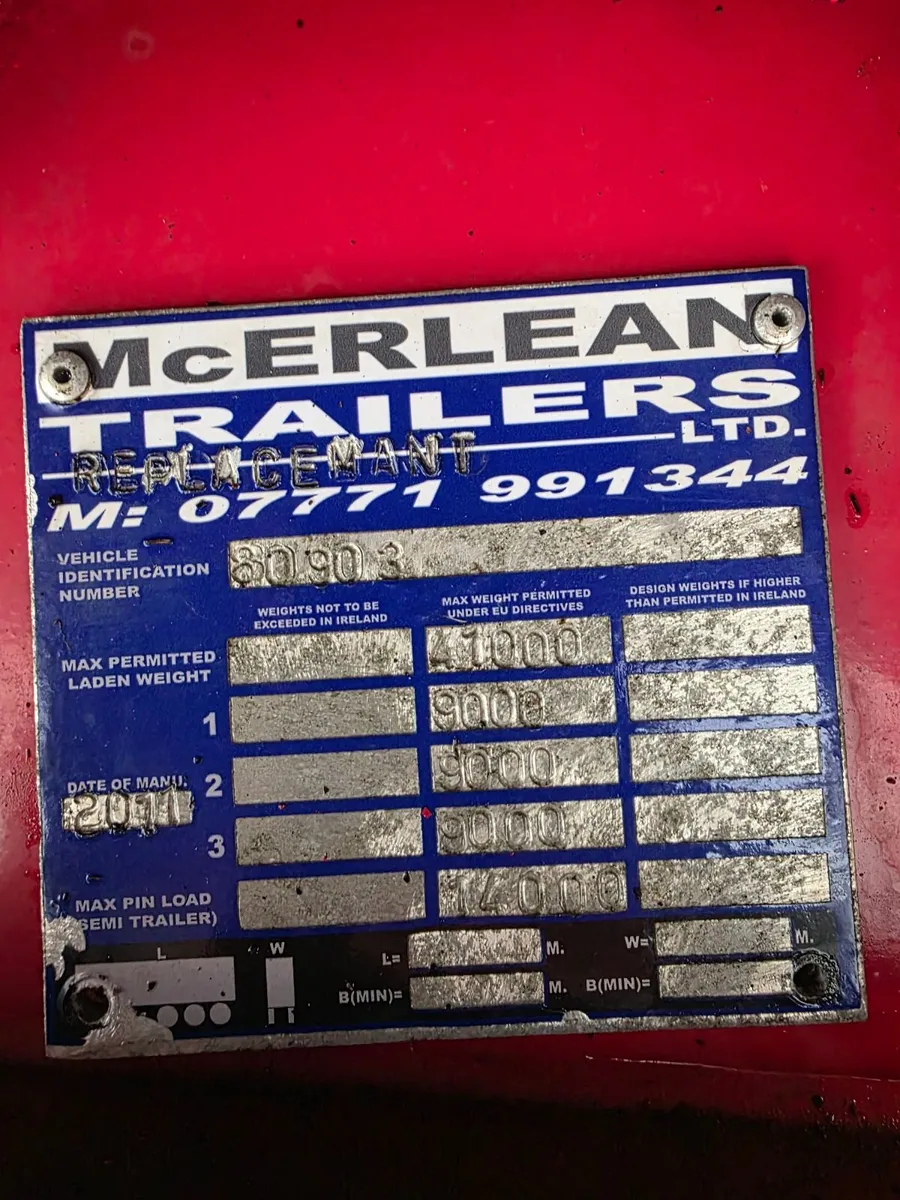 McERLEAN
TRAILERS
LTD.
REPLACEMANT
M: 07771 991344
VEHICLE IDENTIFICATION NUMBER 80903
WEIGHTS NOT TO BE EXCEEDED IN IRELAND
MAX WEIGHT PERMITTED UNDER EU DIRECTIVES
DESIGN WEIGHTS IF HIGHER THAN PERMITTED IN IRELAND
MAX PERMITTED LADEN WEIGHT 41000
1 9000
DATE OF MANU. 2011
2 9000
3 9000
MAX PIN LOAD (SEMI TRAILER) 14000
L W L= M. W= M.
B(MIN)= M. B(MIN)=